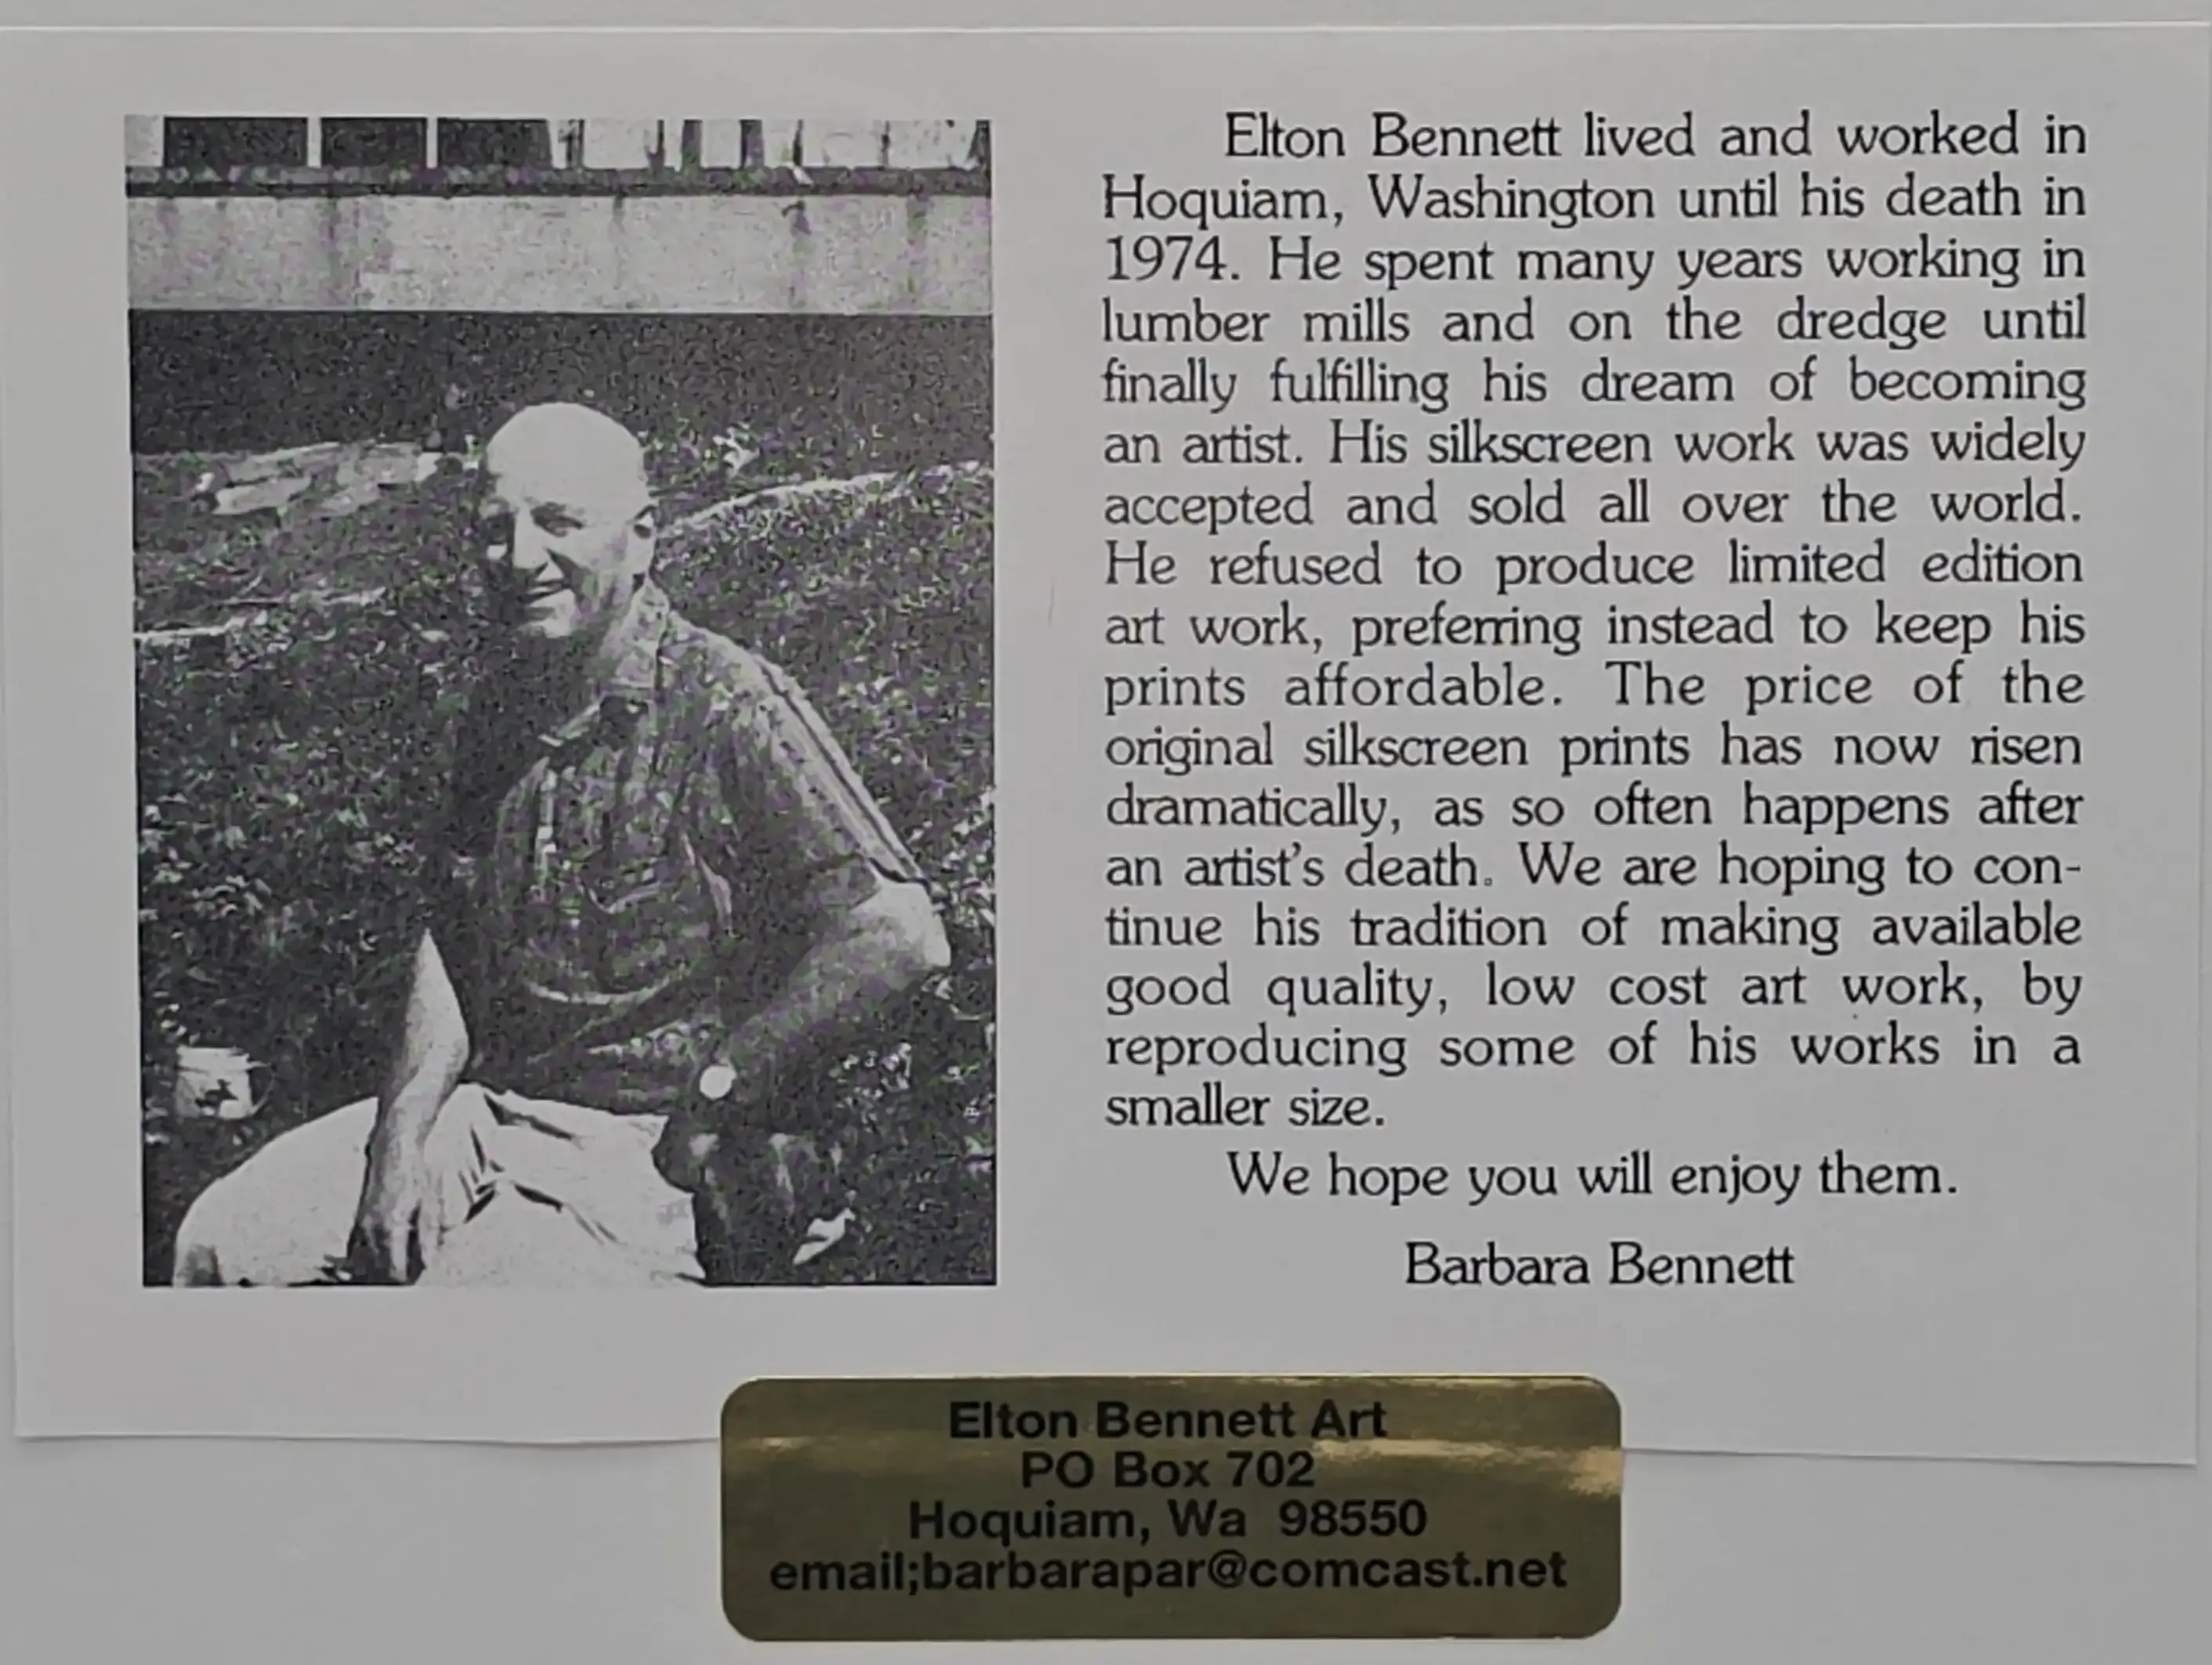 Elton Bennett lived and worked in
Hoquiam, Washington until his death in
1974. He spent many years working in
lumber mills and on the dredge until
finally fulfilling his dream of becoming
an artist. His silkscreen work was widely
accepted and sold all over the world.
He refused to produce limited edition
art work, preferring instead to keep his
prints affordable. The price of the
original silkscreen prints has now risen
dramatically, as so often happens after
an artist's death. We are hoping to con-
tinue his tradition of making available
good quality, low cost art work, by
reproducing some of his works in a
smaller size.
We hope you will enjoy them.
Barbara Bennett
Elton Bennett Art
PO Box 702
Hoquiam, Wa 98550
email;barbarapar@comcast.net